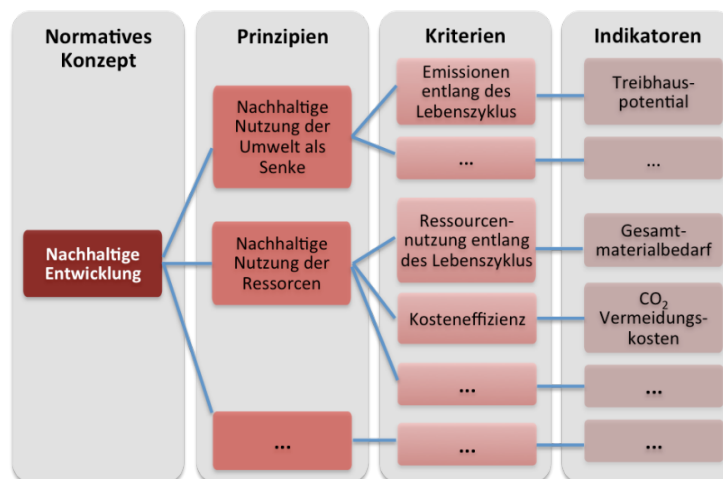 Normatives
Konzept
Prinzipien
Kriterien
Indikatoren
Nachhaltige
Entwicklung
Nachhaltige
Nutzung der
Umwelt als
Senke
Nachhaltige
Nutzung der
Ressorcen
...
Emissionen
entlang des
Lebenszyklus
...
Ressourcen-
nutzung entlang
des Lebenszyklus
Kosteneffizienz
...
...
Treibhaus-
potential
...
Gesamt-
materialbedarf
CO₂
Vermeidungs-
kosten
...
...